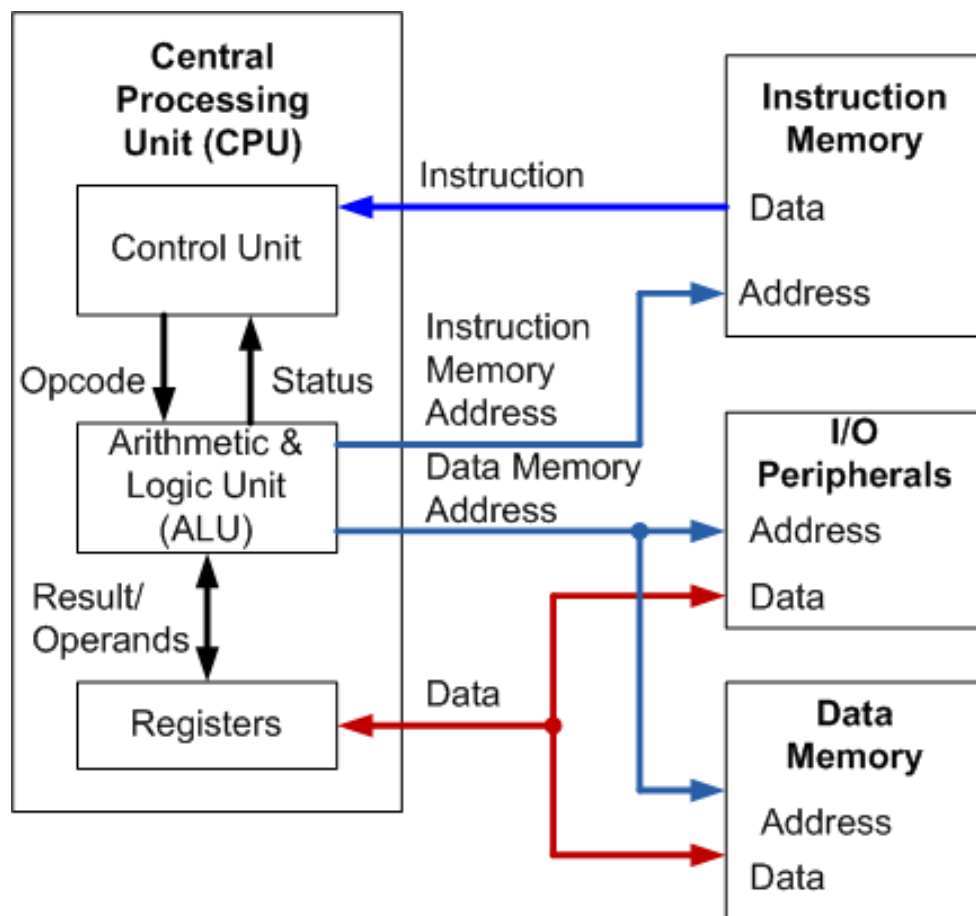 Central
Processing
Unit (CPU)
Control Unit
Opcode
Status
Arithmetic &
Logic Unit
(ALU)
Result/
Operands
Registers
Instruction
Instruction
Memory
Address
Data Memory
Address
Data
Instruction
Memory
Data
Address
I/O
Peripherals
Address
Data
Data
Memory
Address
Data